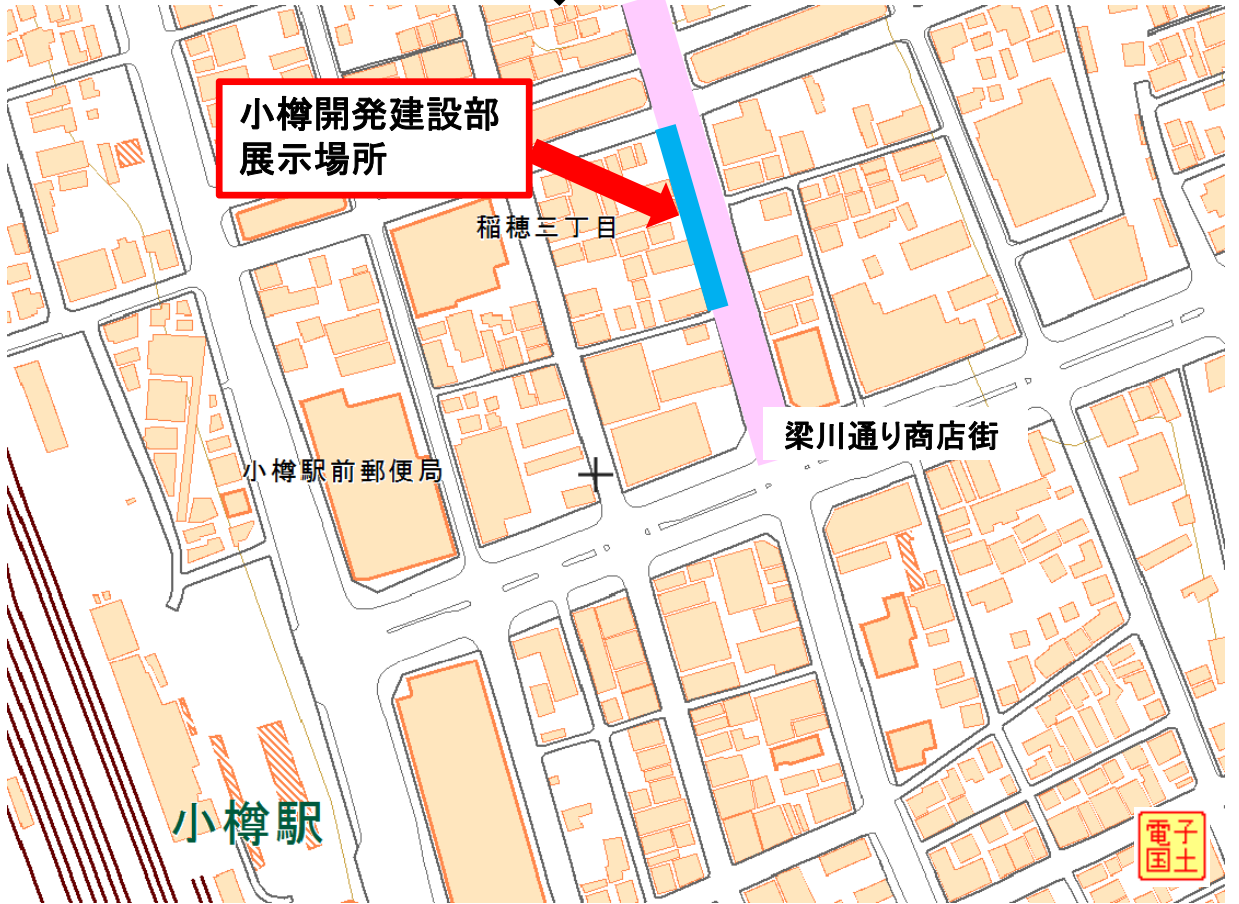 小樽開発建設部
展示場所
稲穂三丁目
梁川通り商店街
小樽駅前郵便局
小樽駅
電子
国土